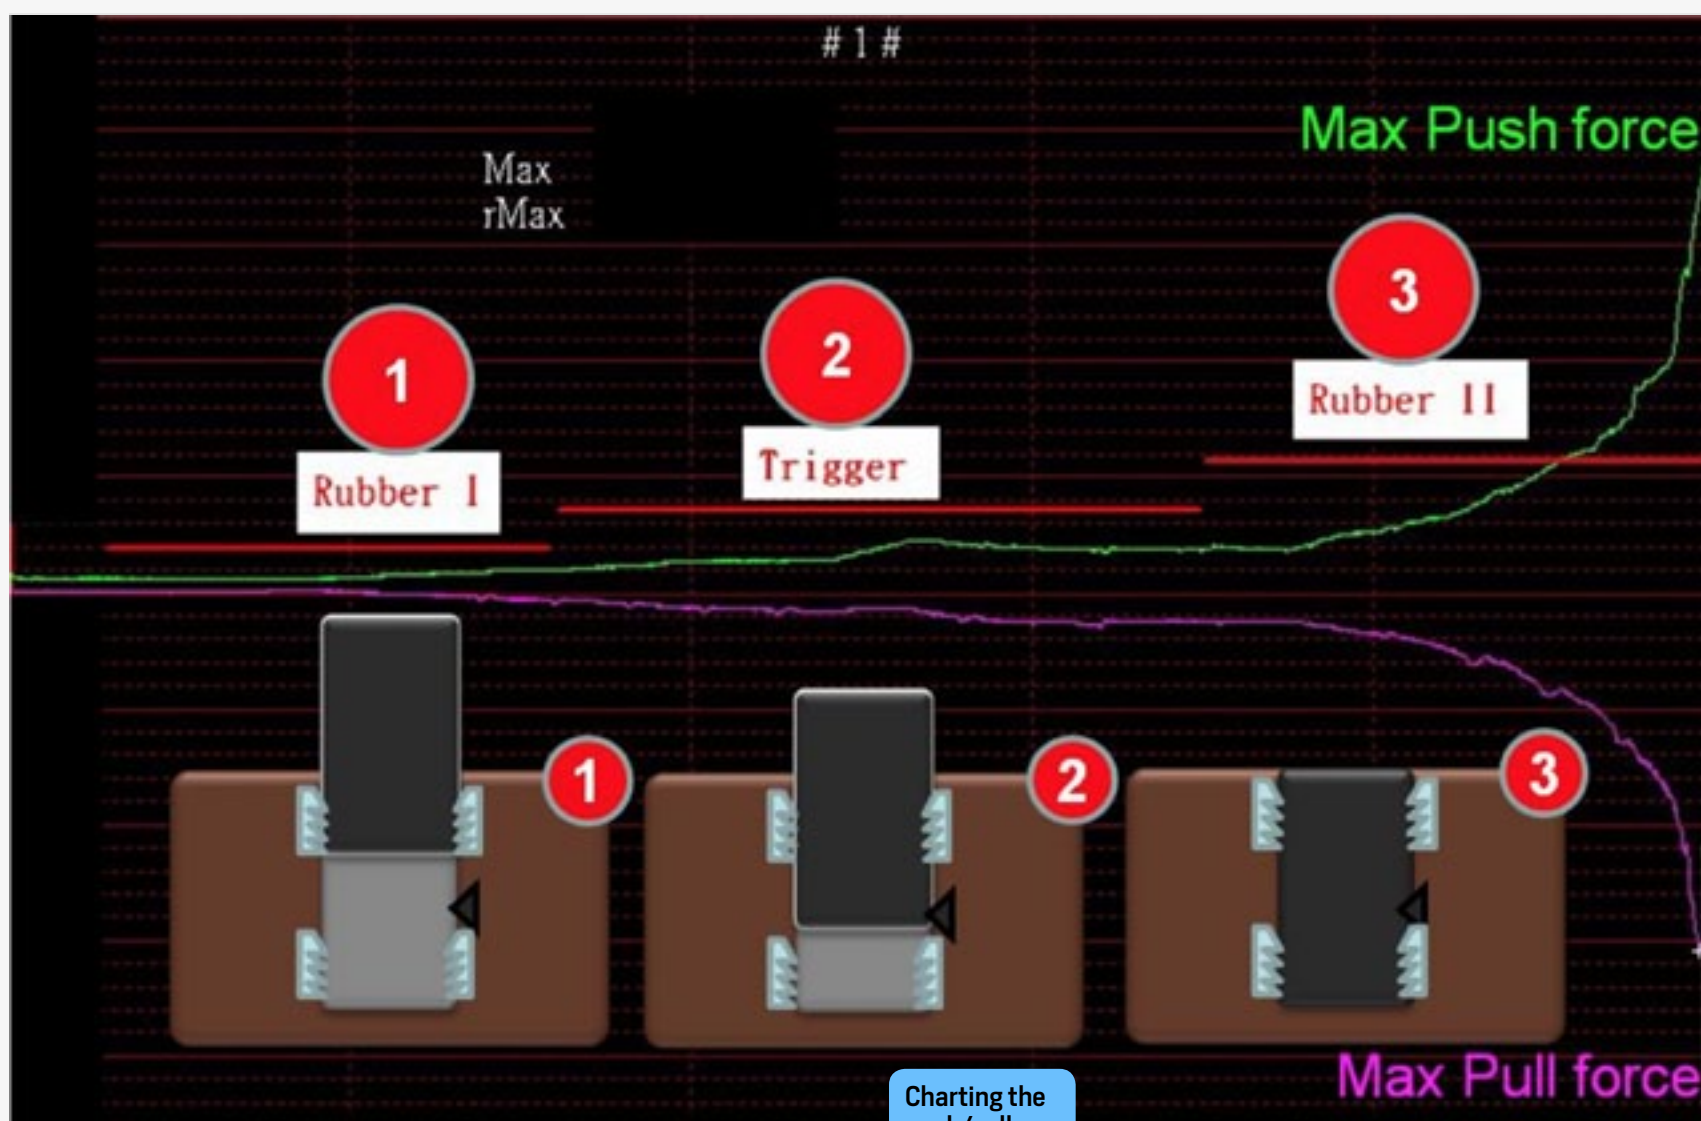 # 1 #
Max Push force
Max
rMax
3
2
1
Rubber II
Trigger
Rubber I
1
2
3
Max Pull force
Charting the